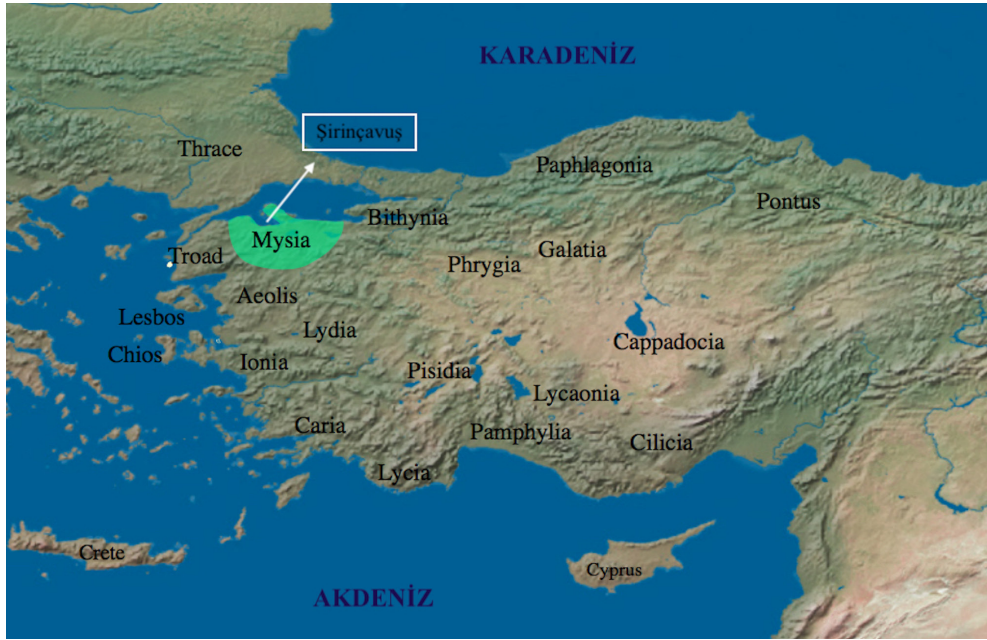 KARADENİZ
Şirinçavuş
Thrace
Paphlagonia
Pontus
Bithynia
Mysia
Troad
Galatia
Phrygia
Aeolis
Lesbos
Lydia
Cappadocia
Chios
Ionia
Pisidia
Lycaonia
Caria
Pamphylia
Cilicia
Lycia
Crete
Cyprus
AKDENİZ